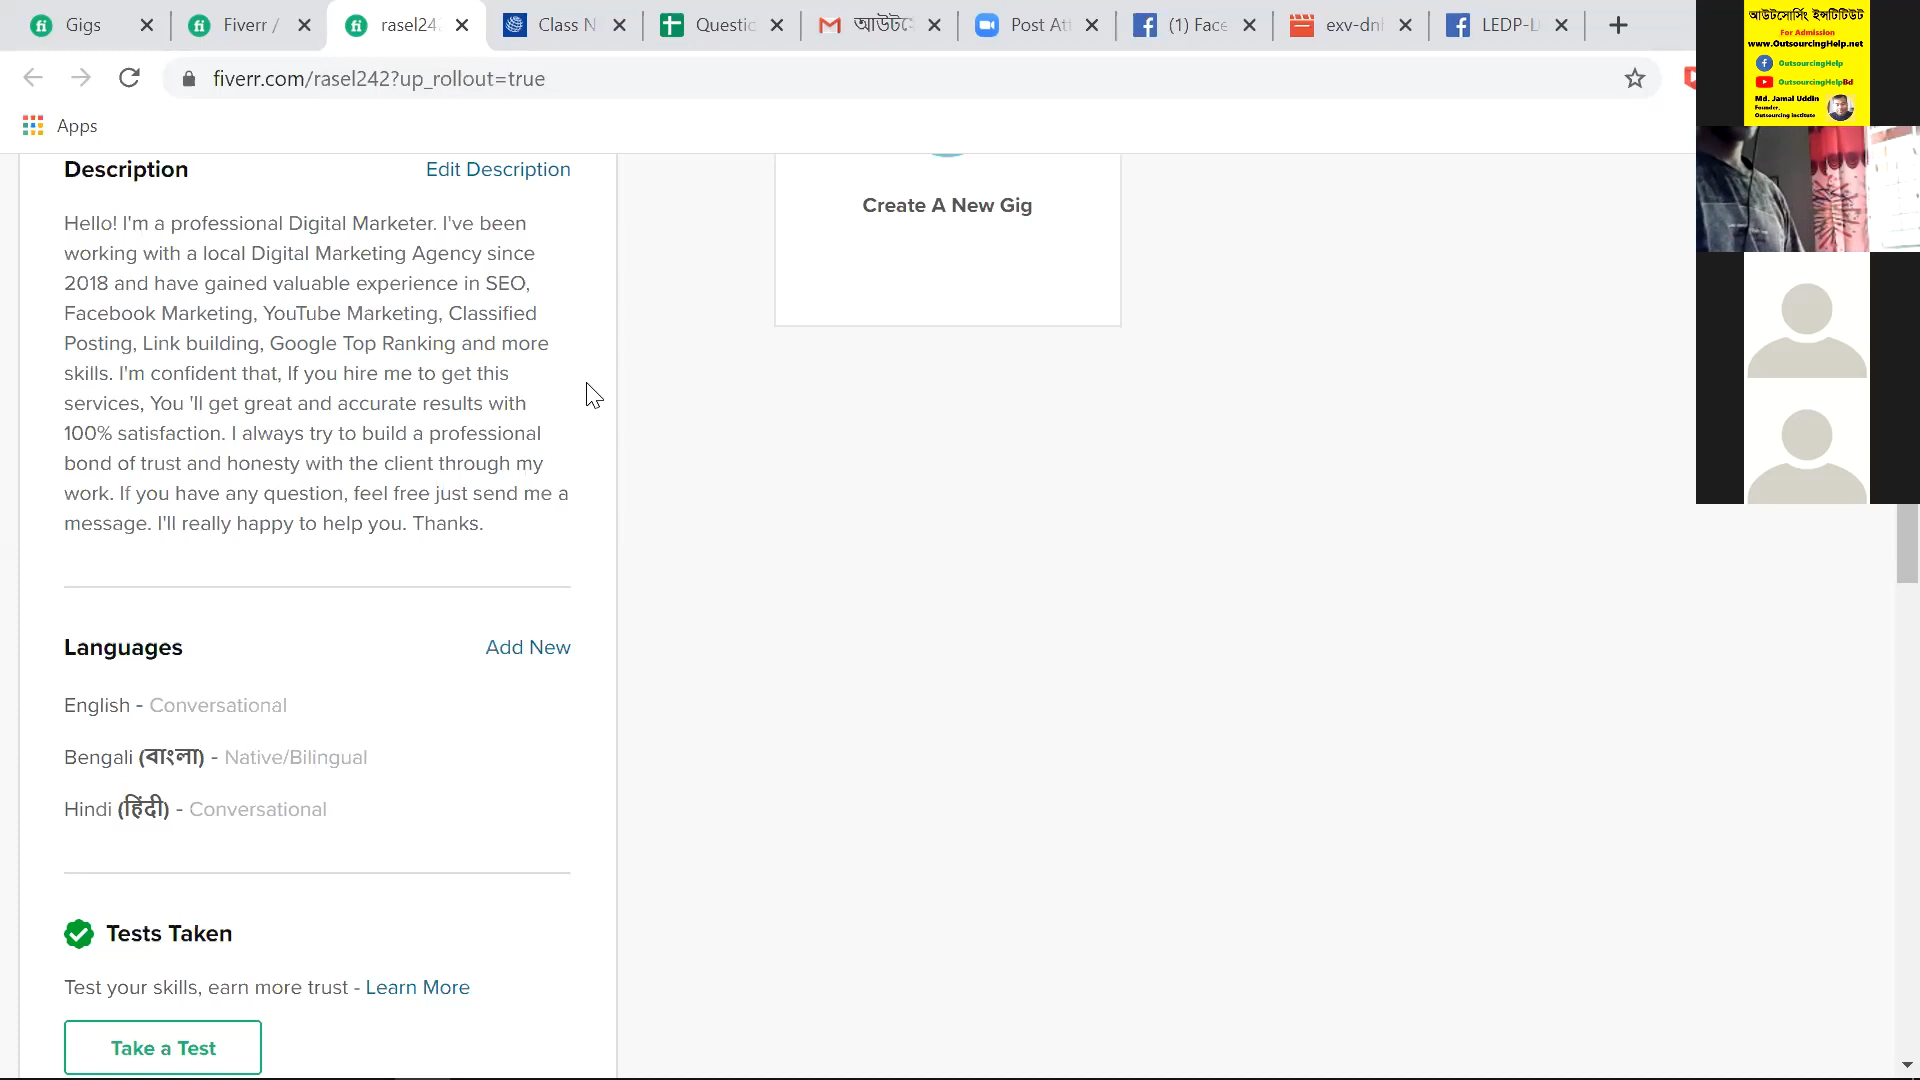 Gigs
Fiverr /
rasel242
Class N
Questic
আউটসে
Post Att
(1) Face
exv-dnl
LEDP-L
fiverr.com/rasel242?up_rollout=true
Apps
আউটসোর্সিং ইন্সটিটিউট
For Admission
www.OutsourcingHelp.net
OutsourcingHelp
OutsourcingHelpBd
Md. Jamal Uddin
Founder,
Outsourcing Institute
Description
Edit Description
Hello! I'm a professional Digital Marketer. I've been
working with a local Digital Marketing Agency since
2018 and have gained valuable experience in SEO,
Facebook Marketing, YouTube Marketing, Classified
Posting, Link building, Google Top Ranking and more
skills. I'm confident that, If you hire me to get this
services, You 'll get great and accurate results with
100% satisfaction. I always try to build a professional
bond of trust and honesty with the client through my
work. If you have any question, feel free just send me a
message. I'll really happy to help you. Thanks.
Create A New Gig
Languages
Add New
English - Conversational
Bengali (বাংলা) - Native/Bilingual
Hindi (हिंदी) - Conversational
Tests Taken
Test your skills, earn more trust - Learn More
Take a Test